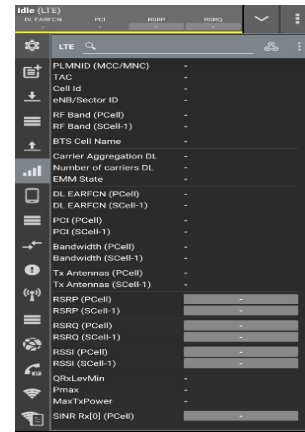 Idle (LTE)
DL EARFCN PCI RSRP RSRQ
- - - -
LTE
PLMNID (MCC/MNC) -
TAC -
Cell Id -
eNB/Sector ID -
RF Band (PCell) -
RF Band (SCell-1) -
BTS Cell Name -
Carrier Aggregation DL -
Number of carriers DL -
EMM State -
DL EARFCN (PCell) -
DL EARFCN (SCell-1) -
PCI (PCell) -
PCI (SCell-1) -
Bandwidth (PCell) -
Bandwidth (SCell-1) -
Tx Antennas (PCell) -
Tx Antennas (SCell-1) -
RSRP (PCell) -
RSRP (SCell-1) -
RSRQ (PCell) -
RSRQ (SCell-1) -
RSSI (PCell) -
RSSI (SCell-1) -
QRxLevMin -
Pmax -
MaxTxPower -
SINR Rx[0] (PCell) -